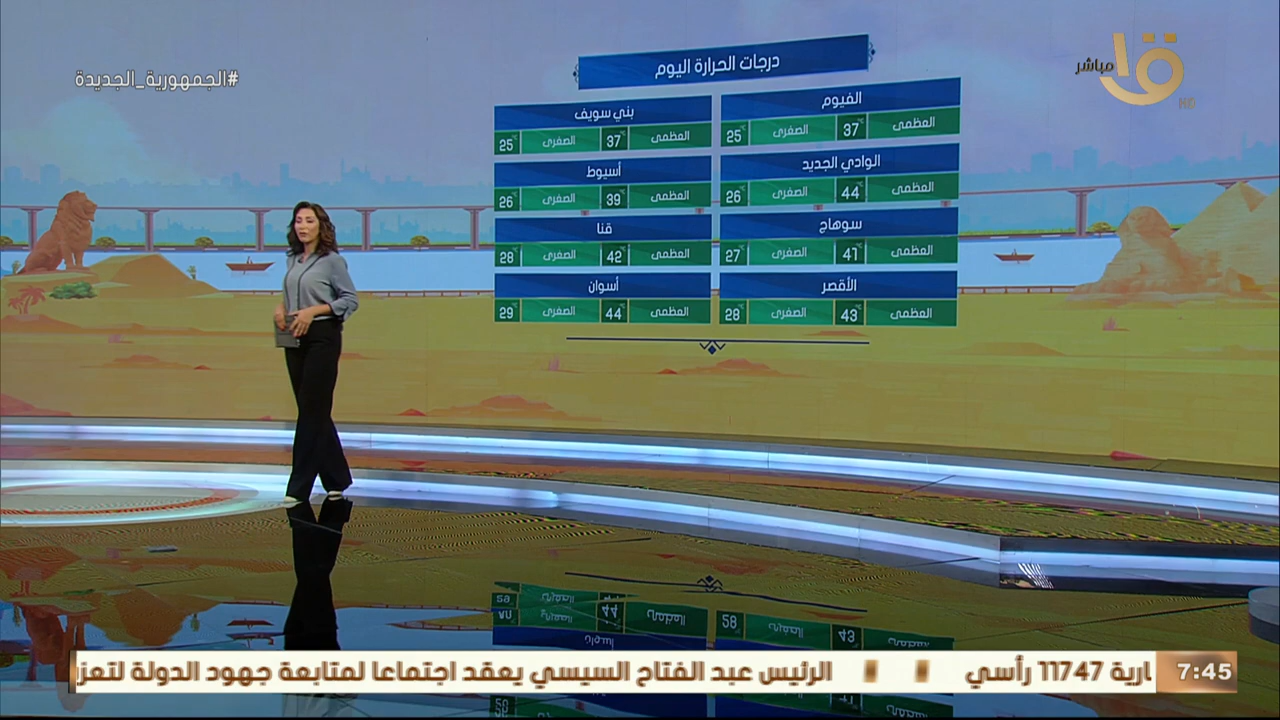 #الجمهورية_الجديدة
مباشر
HD
درجات الحرارة اليوم
الفيوم
العظمى 37 الصغرى 25
بني سويف
العظمى 37 الصغرى 25
الوادي الجديد
العظمى 44 الصغرى 26
أسيوط
العظمى 39 الصغرى 26
سوهاج
العظمى 41 الصغرى 27
قنا
العظمى 42 الصغرى 28
الأقصر
العظمى 43 الصغرى 28
أسوان
العظمى 44 الصغرى 29
7:45
ارية 11747 رأسي الرئيس عبد الفتاح السيسي يعقد اجتماعا لمتابعة جهود الدولة لتعز